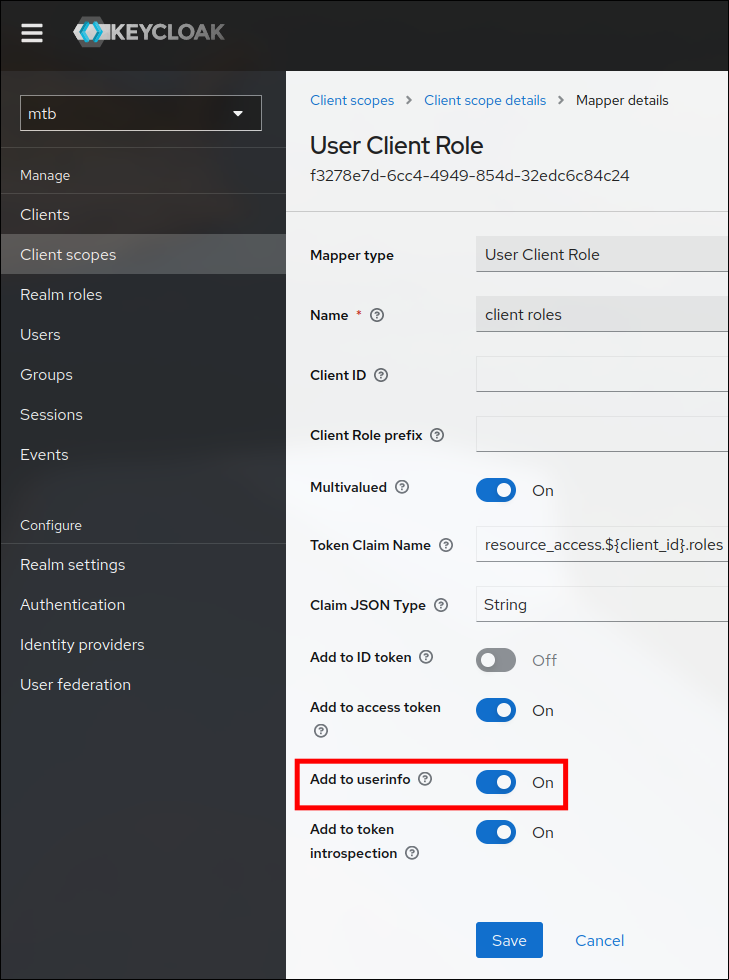 KEYCLOAK
mtb
Manage
Clients
Client scopes
Realm roles
Users
Groups
Sessions
Events
Configure
Realm settings
Authentication
Identity providers
User federation
Client scopes > Client scope details > Mapper details
User Client Role
f3278e7d-6cc4-4949-854d-32edc6c84c24
Mapper type User Client Role
Name * client roles
Client ID
Client Role prefix
Multivalued On
Token Claim Name resource_access.${client_id}.roles
Claim JSON Type String
Add to ID token Off
Add to access token On
Add to userinfo On
Add to token On
introspection
Save Cancel